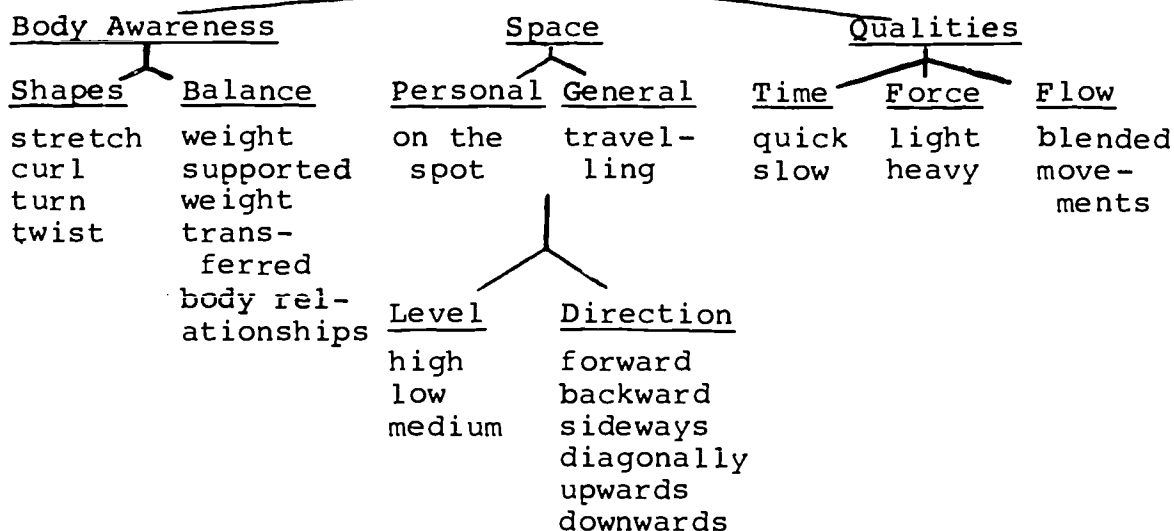 Body Awareness Space Qualities
Shapes Balance Personal General Time Force Flow
stretch weight on the travel- quick light blended
curl supported spot ling slow heavy move-
turn weight ments
twist trans-
ferred
body rel-
ationships
Level Direction
high forward
low backward
medium sideways
diagonally
upwards
downwards